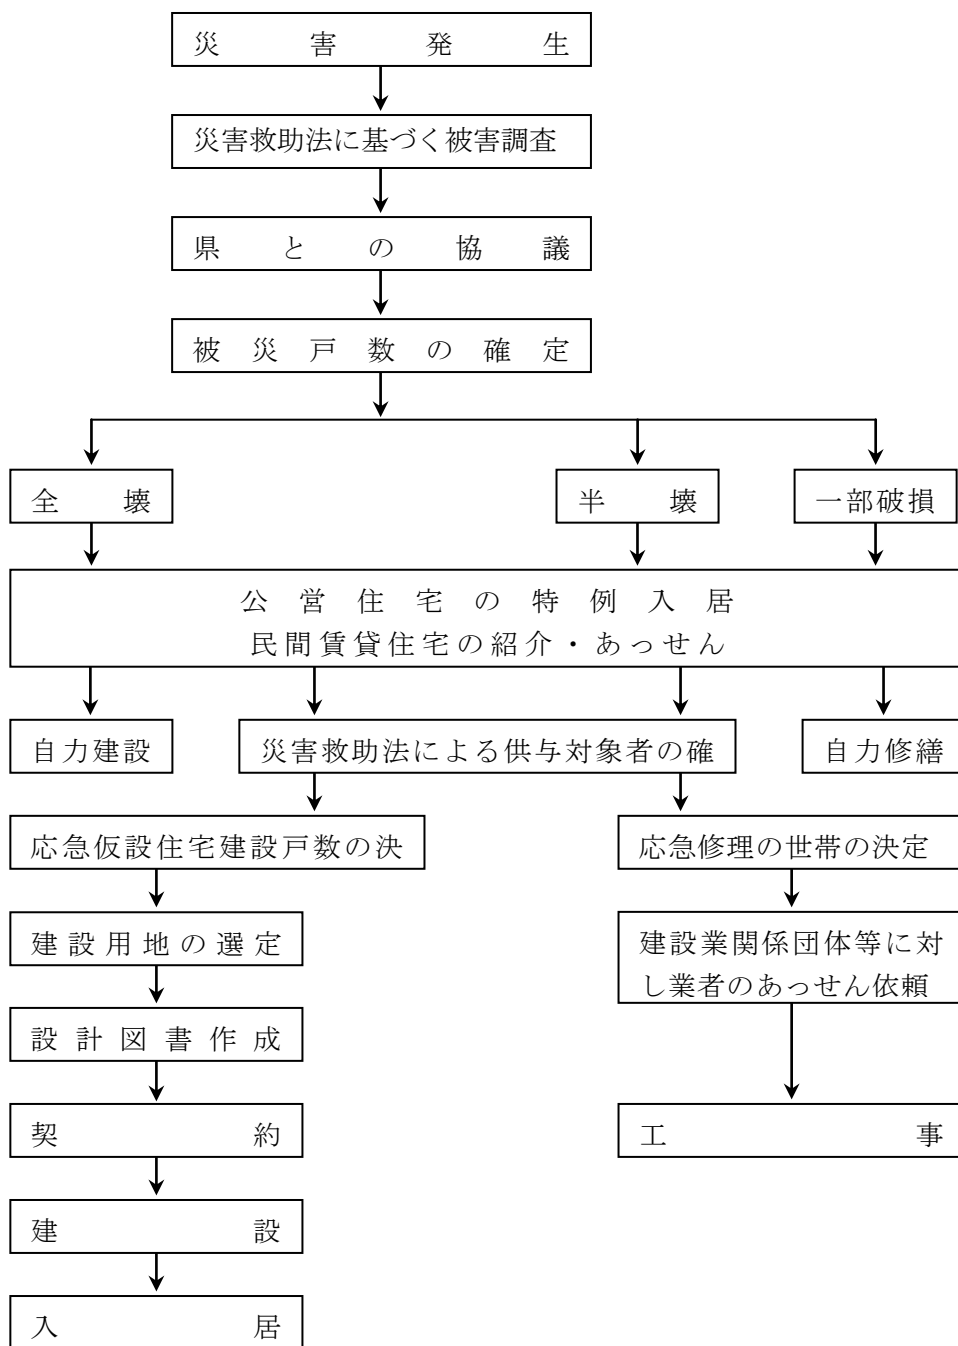 災害発生
災害救助法に基づく被害調査
県との協議
被災戸数の確定
全壊
半壊
一部破損
公営住宅の特例入居
民間賃貸住宅の紹介・あっせん
自力建設
災害救助法による供与対象者の確
自力修繕
応急仮設住宅建設戸数の決
応急修理の世帯の決定
建設用地の選定
建設業関係団体等に対
し業者のあっせん依頼
設計図書作成
契約
工事
建設
入居